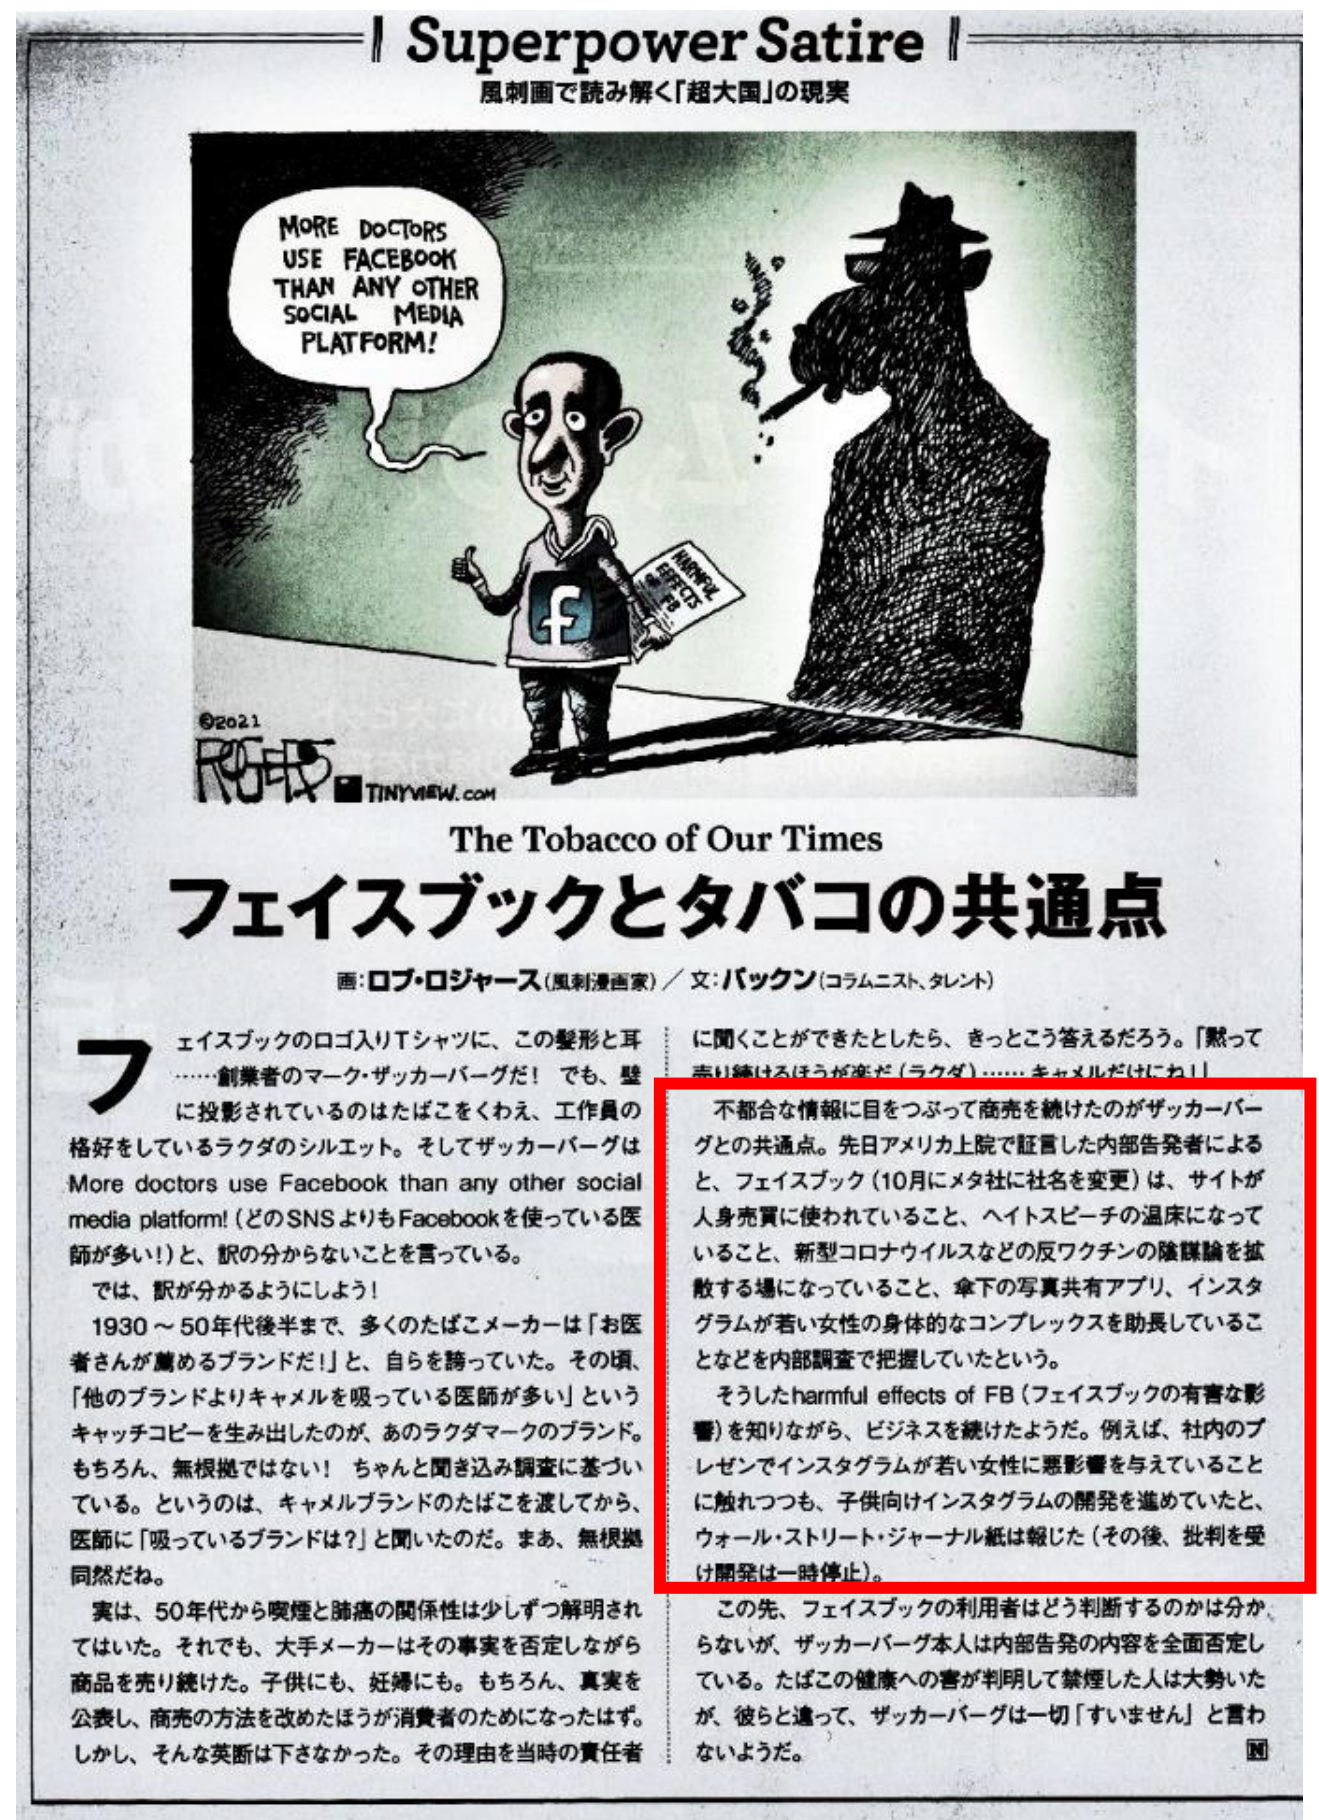 Superpower Satire
風刺画で読み解く「超大国」の現実
MORE DOCTORS
USE FACEBOOK
THAN ANY OTHER
SOCIAL MEDIA
PLATFORM!
HARMFUL
EFFECTS
OF FB
f
©2021
ROGERS
TINYVIEW.COM
The Tobacco of Our Times
フェイスブックとタバコの共通点
画:ロブ・ロジャース(風刺漫画家)／文:パックン(コラムニスト、タレント)
フェイスブックのロゴ入りTシャツに、この髪形と耳
……創業者のマーク・ザッカーバーグだ! でも、壁
に投影されているのはたばこをくわえ、工作員の
格好をしているラクダのシルエット。そしてザッカーバーグは
More doctors use Facebook than any other social
media platform! (どのSNSよりもFacebookを使っている医
師が多い!)と、訳の分からないことを言っている。
では、訳が分かるようにしよう!
1930〜50年代後半まで、多くのたばこメーカーは「お医
者さんが薦めるブランドだ!」と、自らを誇っていた。その頃、
「他のブランドよりキャメルを吸っている医師が多い」という
キャッチコピーを生み出したのが、あのラクダマークのブランド。
もちろん、無根拠ではない! ちゃんと聞き込み調査に基づい
ている。というのは、キャメルブランドのたばこを渡してから、
医師に「吸っているブランドは?」と聞いたのだ。まあ、無根拠
同然だね。
実は、50年代から喫煙と肺癌の関係性は少しずつ解明され
てはいた。それでも、大手メーカーはその事実を否定しながら
商品を売り続けた。子供にも、妊婦にも。もちろん、真実を
公表し、商売の方法を改めたほうが消費者のためになったはず。
しかし、そんな英断は下さなかった。その理由を当時の責任者
に聞くことができたとしたら、きっとこう答えるだろう。「黙って
売り続けるほうが楽だ(ラクダ)……キャメルだけにね!」
不都合な情報に目をつぶって商売を続けたのがザッカーバー
グとの共通点。先日アメリカ上院で証言した内部告発者による
と、フェイスブック(10月にメタ社に社名を変更)は、サイトが
人身売買に使われていること、ヘイトスピーチの温床になって
いること、新型コロナウイルスなどの反ワクチンの陰謀論を拡
散する場になっていること、傘下の写真共有アプリ、インスタ
グラムが若い女性の身体的なコンプレックスを助長しているこ
となどを内部調査で把握していたという。
そうしたharmful effects of FB(フェイスブックの有害な影
響)を知りながら、ビジネスを続けたようだ。例えば、社内のプ
レゼンでインスタグラムが若い女性に悪影響を与えていること
に触れつつも、子供向けインスタグラムの開発を進めていたと、
ウォール・ストリート・ジャーナル紙は報じた(その後、批判を受
け開発は一時停止)。
この先、フェイスブックの利用者はどう判断するのかは分か
らないが、ザッカーバーグ本人は内部告発の内容を全面否定し
ている。たばこの健康への害が判明して禁煙した人は大勢いた
が、彼らと違って、ザッカーバーグは一切「すいません」と言わ
ないようだ。
N